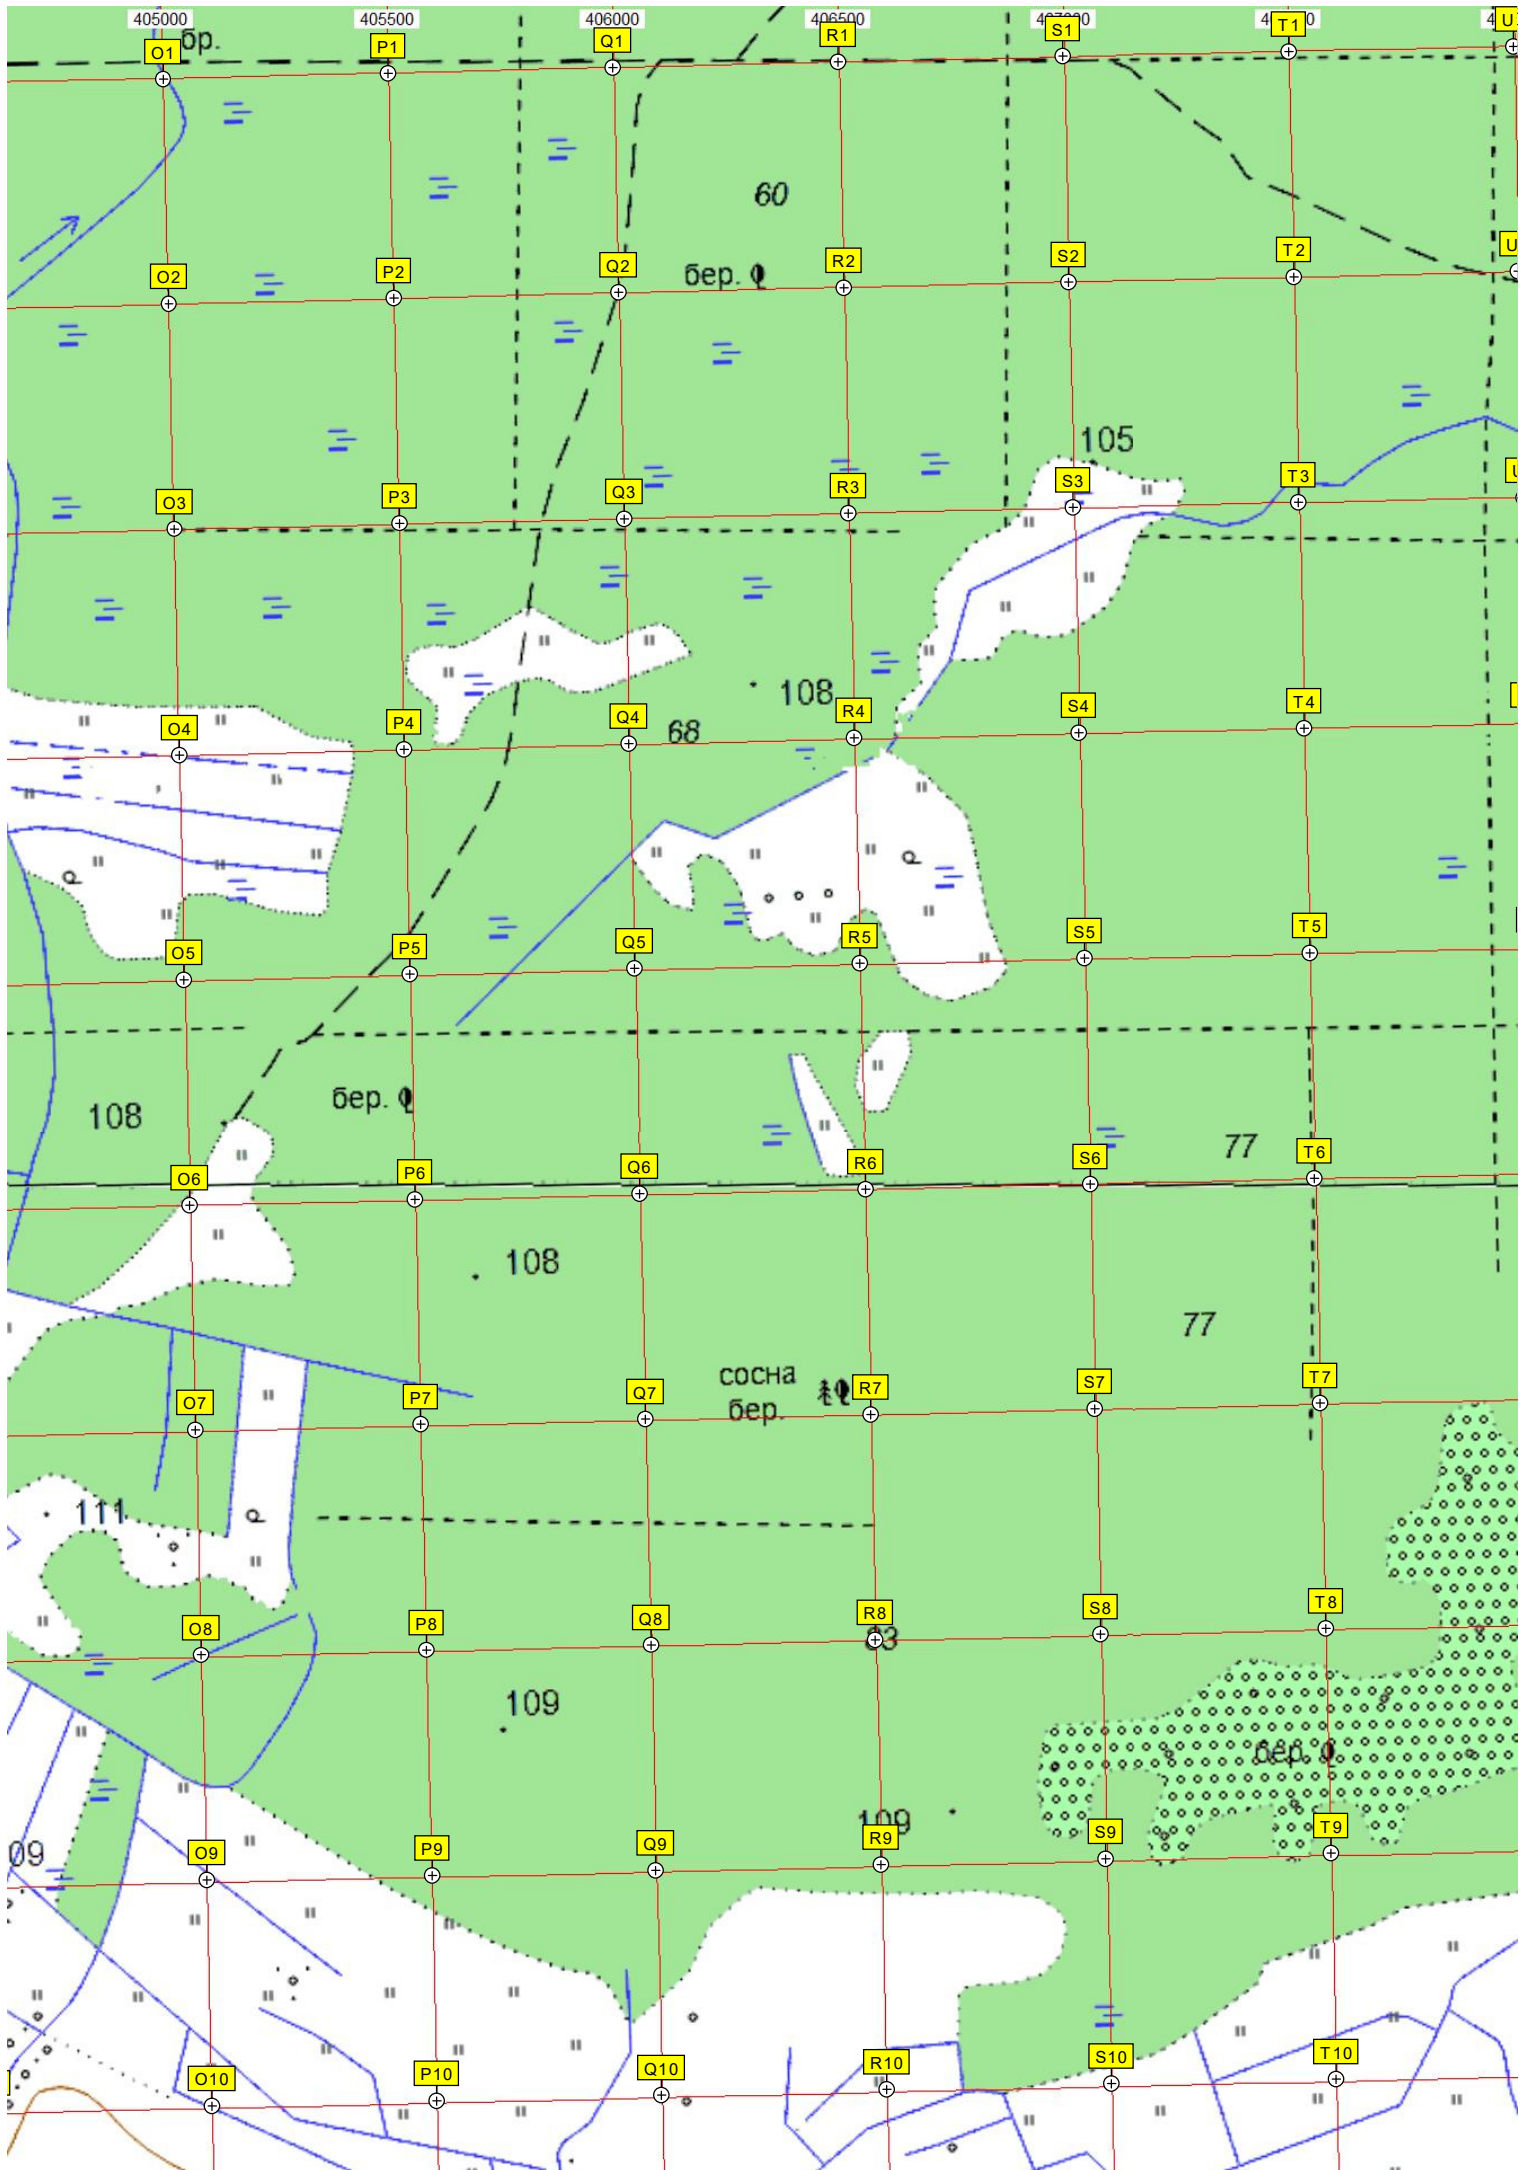 405000 405500 406000 406500
O1 бр. P1 Q1 R1 S1 T1 U
60
O2 P2 Q2 бер. R2 S2 T2 U
105
O3 P3 Q3 R3 S3 T3
108
O4 P4 Q4 68 R4 S4 T4
O5 P5 Q5 R5 S5 T5
108 бер. 77
O6 P6 Q6 R6 S6 T6
108
77
сосна
бер.
O7 P7 Q7 R7 S7 T7
111
O8 P8 Q8 R8 S8 T8
109
бер.
109
09
O9 P9 Q9 R9 S9 T9
O10 P10 Q10 R10 S10 T10